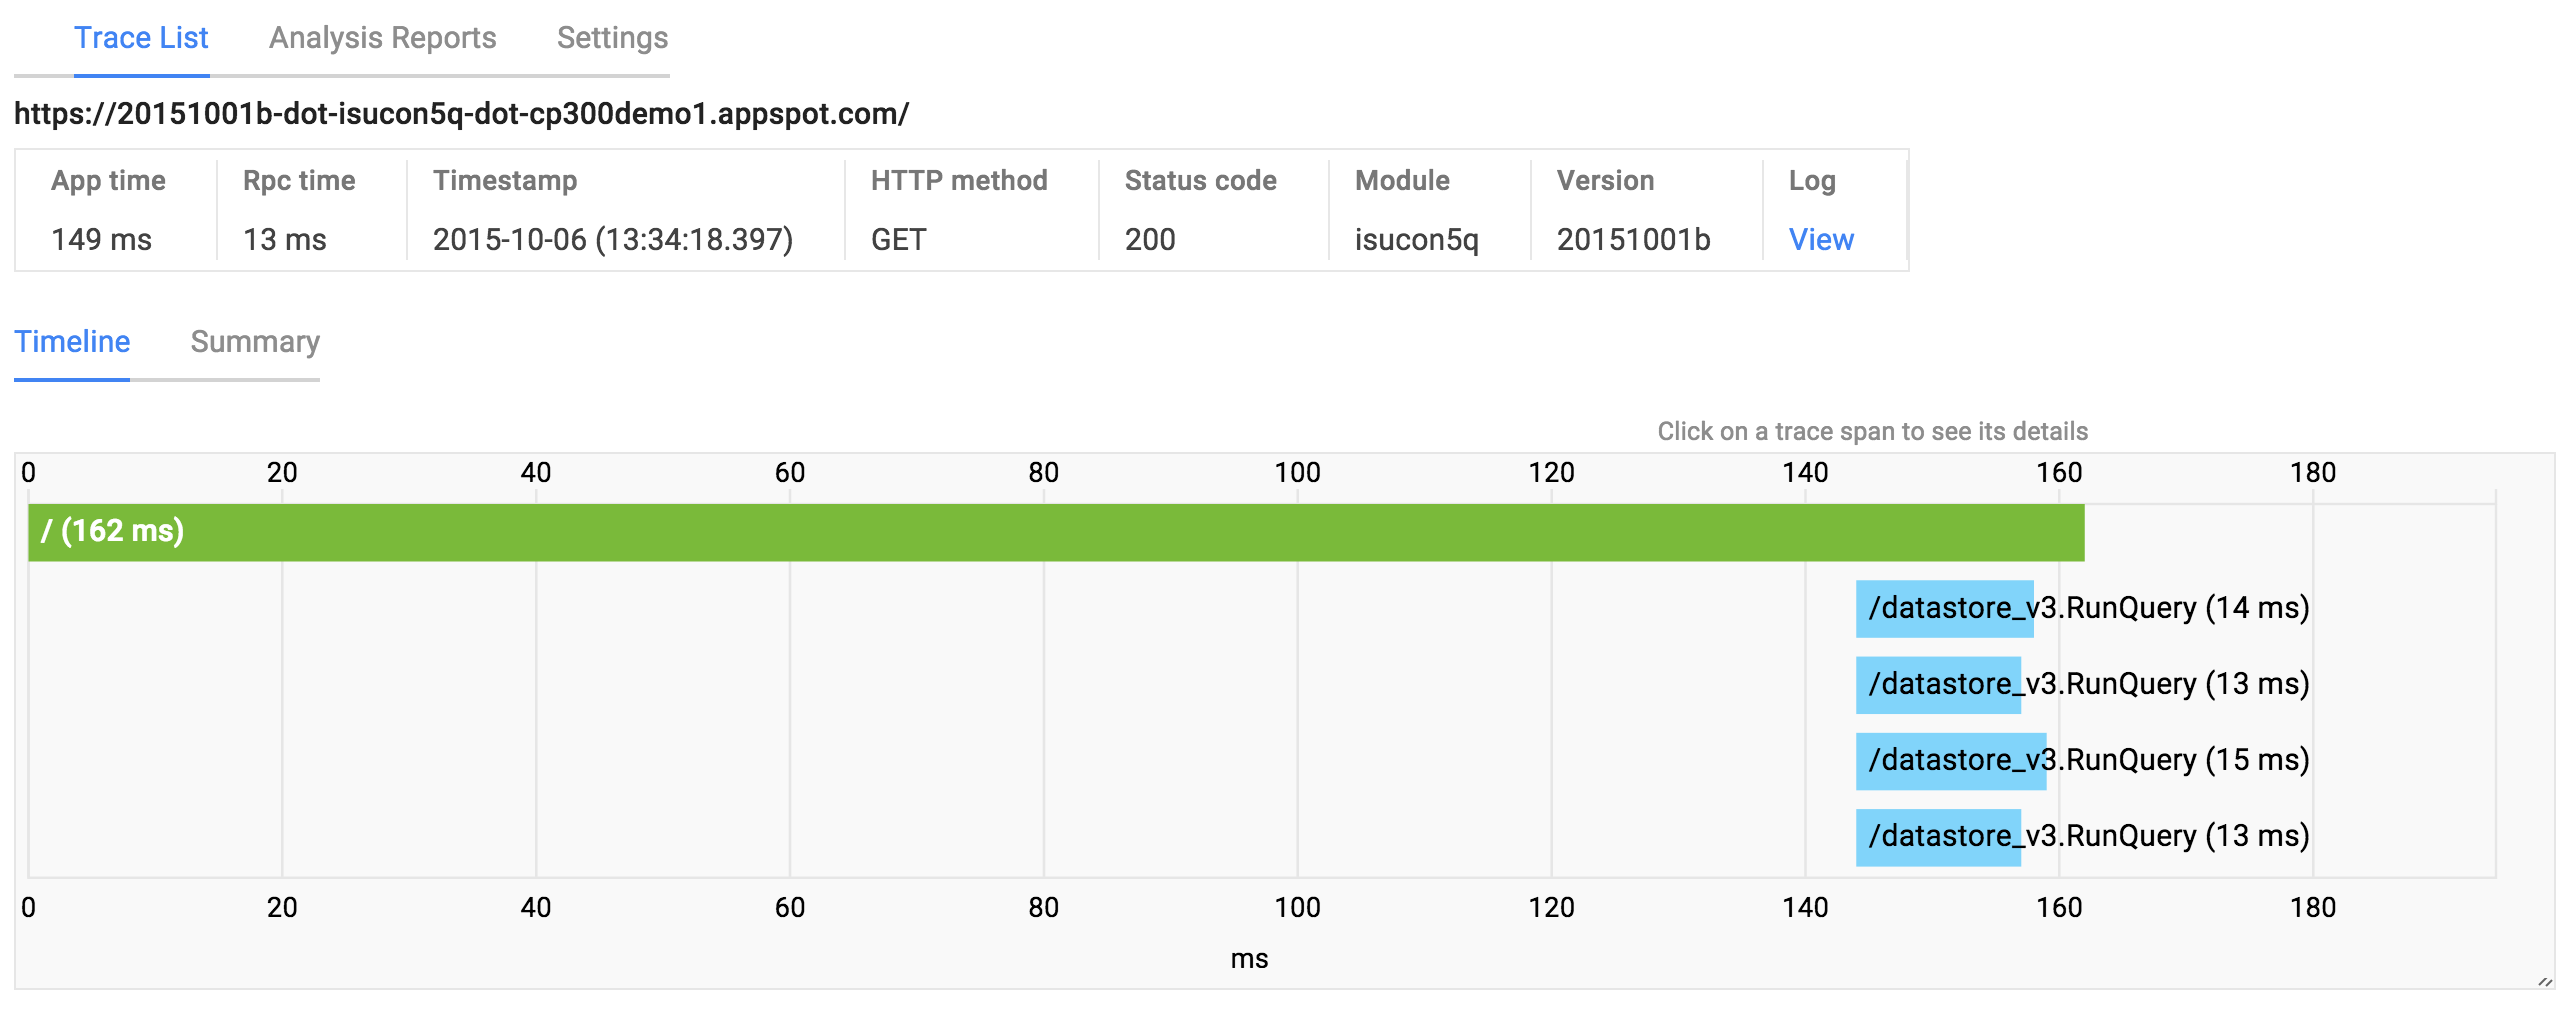 Trace List Analysis Reports Settings
https://20151001b-dot-isucon5q-dot-cp300demo1.appspot.com/
App time Rpc time Timestamp HTTP method Status code Module Version Log
149 ms 13 ms 2015-10-06 (13:34:18.397) GET 200 isucon5q 20151001b View
Timeline Summary
Click on a trace span to see its details
0 20 40 60 80 100 120 140 160 180
/ (162 ms)
/datastore_v3.RunQuery (14 ms)
/datastore_v3.RunQuery (13 ms)
/datastore_v3.RunQuery (15 ms)
/datastore_v3.RunQuery (13 ms)
0 20 40 60 80 100 120 140 160 180
ms